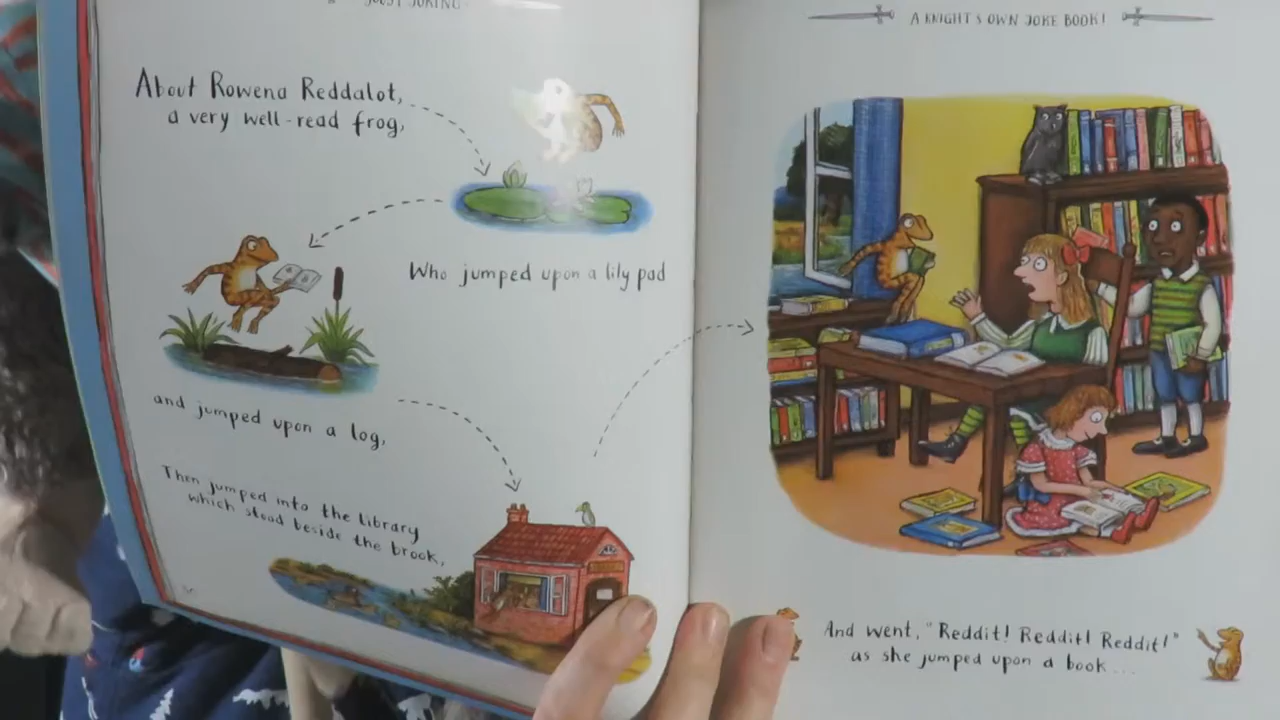 JUST JOKING
About Rowena Reddalot,
a very well-read frog,
Who jumped upon a lily pad
and jumped upon a log,
Then jumped into the library
which stood beside the brook,
A KNIGHT'S OWN JOKE BOOK!
And went, "Reddit! Reddit! Reddit!"
as she jumped upon a book...